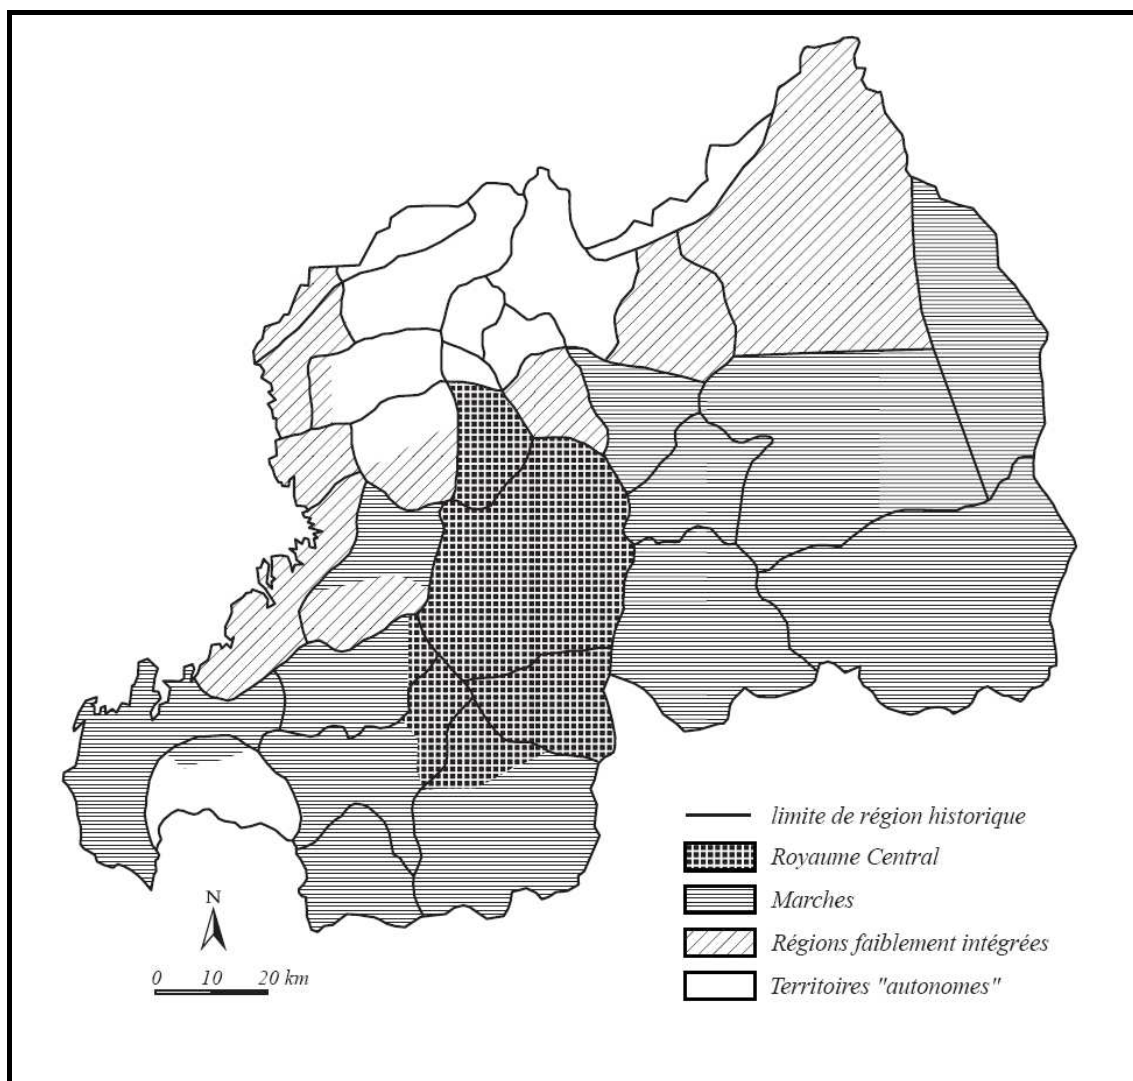 limite de région historique
Royaume Central
Marches
Régions faiblement intégrées
Territoires "autonomes"
N
0 10 20 km